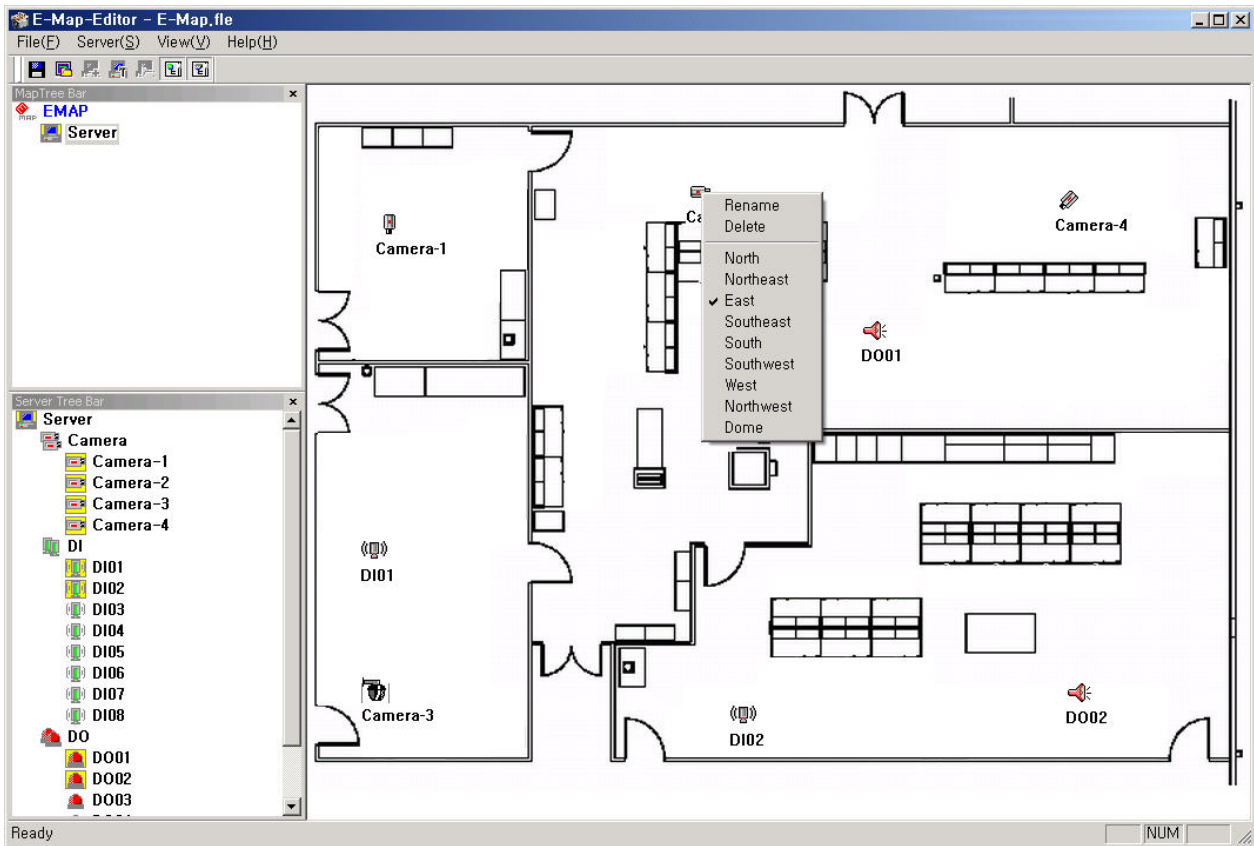 E-Map-Editor - E-Map.fle
File(F) Server(S) View(V) Help(H)
MapTree Bar
MAP EMAP
Server
Server Tree Bar
Server
Camera
Camera-1
Camera-2
Camera-3
Camera-4
DI
DI01
DI02
DI03
DI04
DI05
DI06
DI07
DI08
DO
DO01
DO02
DO03
Camera-1
Camera-4
Rename
Delete
North
Northeast
East
Southeast
South
Southwest
West
Northwest
Dome
DO01
DI01
Camera-3
DI02
DO02
Ready
NUM